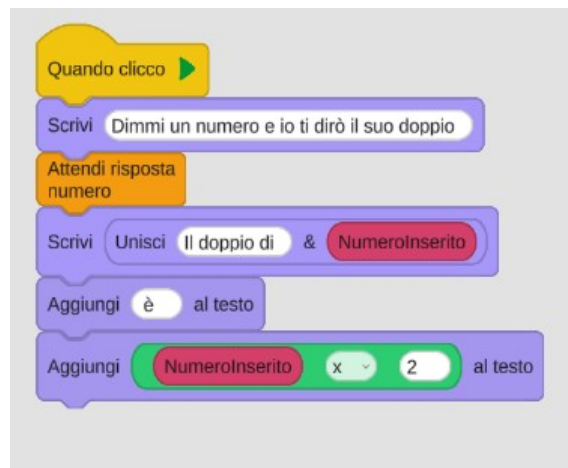 Quando clicco
Scrivi Dimmi un numero e io ti dirò il suo doppio
Attendi risposta
numero
Scrivi Unisci Il doppio di & NumeroInserito
Aggiungi è al testo
Aggiungi NumeroInserito x 2 al testo